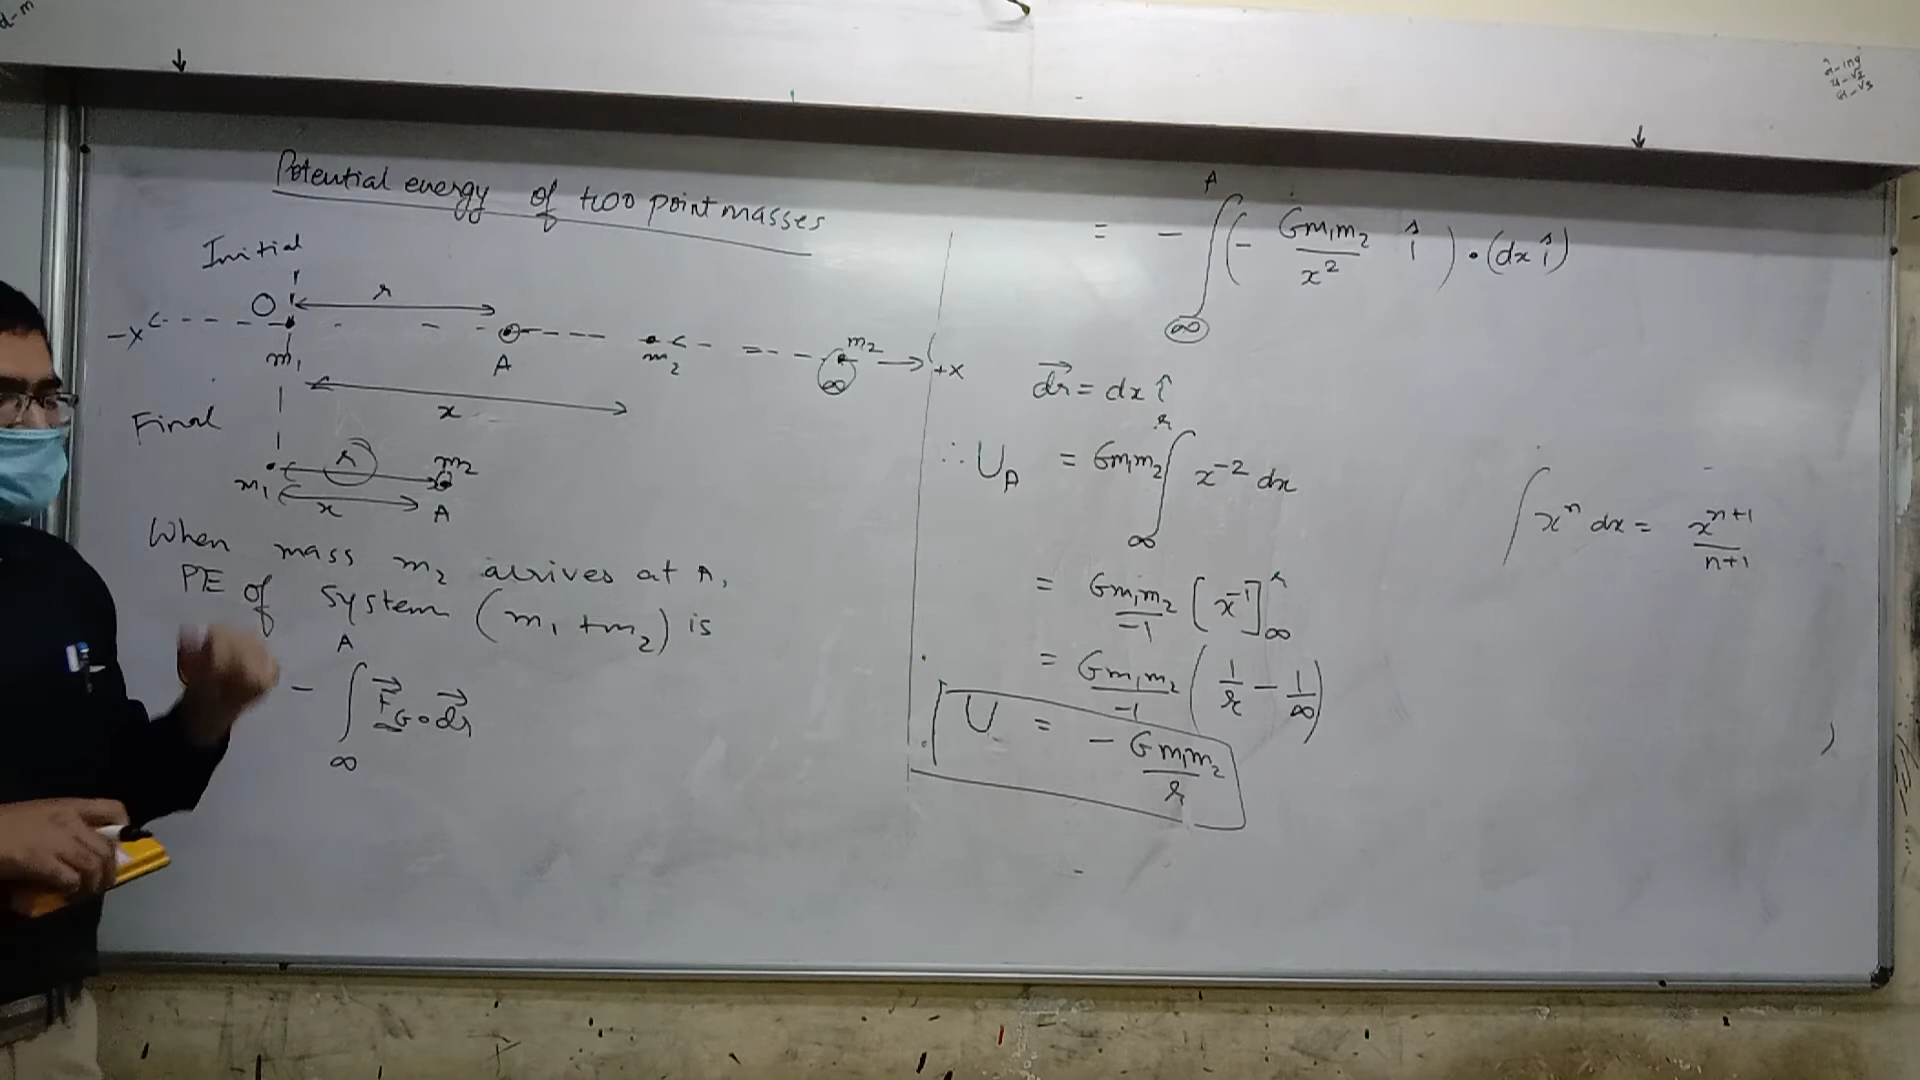 d-m
Potential energy of two point masses
Initial
O r
-X m₁ A m₂ m₂ ∞ +X
x
Final
r m₂
m₁ x A
When mass m₂ arrives at A,
PE of system (m₁ + m₂) is
- ∫_∞^A F⃗_G · dr⃗
= - ∫_∞^A (- Gm₁m₂/x² î) · (dx î)
dr⃗ = dx î
∴ U_A = Gm₁m₂ ∫_∞^r x⁻² dx
= Gm₁m₂/-1 [x⁻¹]_∞^r
= Gm₁m₂/-1 (1/r - 1/∞)
U = - Gm₁m₂/r
∫ xⁿ dx = xⁿ⁺¹/n+1